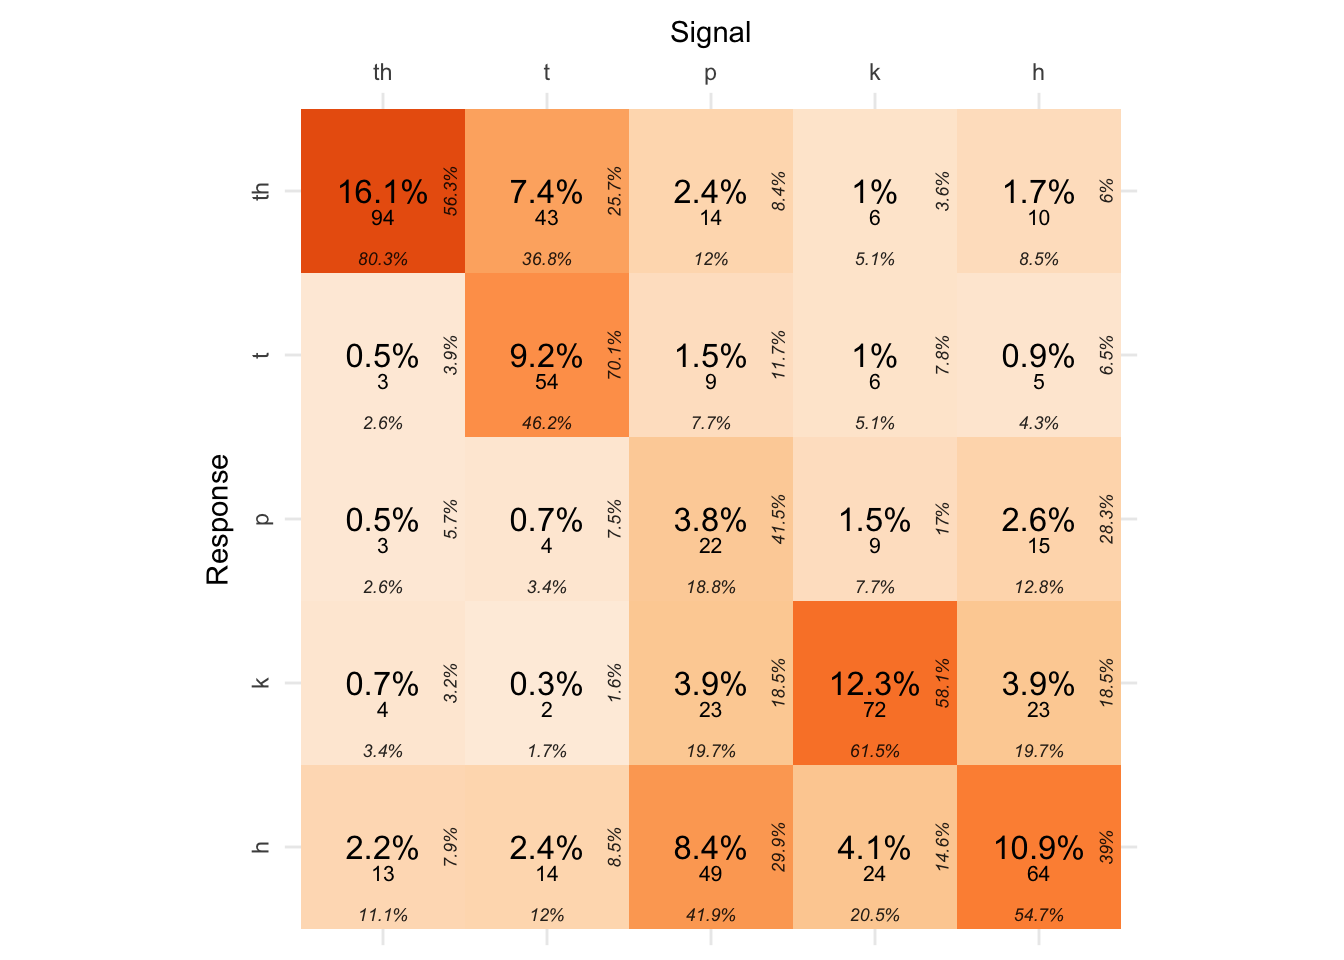 Signal
th t p k h
th 16.1% 56.3% 7.4% 25.7% 2.4% 8.4% 1% 3.6% 1.7% 6%
94 43 14 6 10
80.3% 36.8% 12% 5.1% 8.5%
t 0.5% 3.9% 9.2% 70.1% 1.5% 11.7% 1% 7.8% 0.9% 6.5%
3 54 9 6 5
2.6% 46.2% 7.7% 5.1% 4.3%
Response
p 0.5% 5.7% 0.7% 7.5% 3.8% 41.5% 1.5% 17% 2.6% 28.3%
3 4 22 9 15
2.6% 3.4% 18.8% 7.7% 12.8%
k 0.7% 3.2% 0.3% 1.6% 3.9% 18.5% 12.3% 58.1% 3.9% 18.5%
4 2 23 72 23
3.4% 1.7% 19.7% 61.5% 19.7%
h 2.2% 7.9% 2.4% 8.5% 8.4% 29.9% 4.1% 14.6% 10.9% 39%
13 14 49 24 64
11.1% 12% 41.9% 20.5% 54.7%